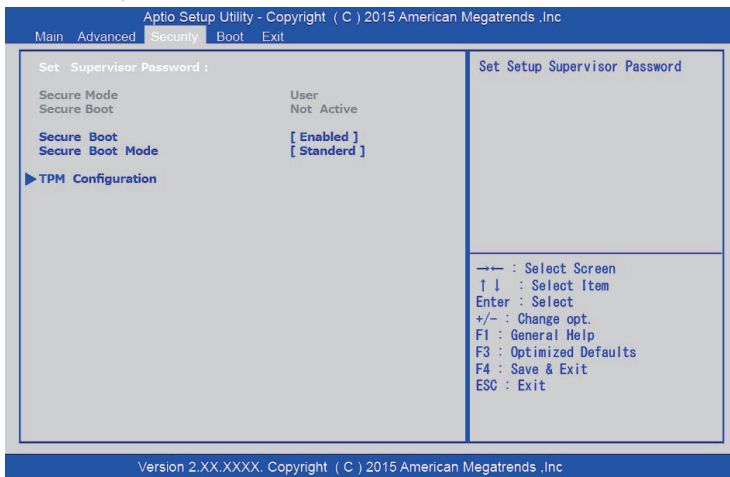 Aptio Setup Utility - Copyright ( C ) 2015 American Megatrends ,Inc
Main Advanced Security Boot Exit
Set Supervisor Password :
Secure Mode User
Secure Boot Not Active
Secure Boot [ Enabled ]
Secure Boot Mode [ Standerd ]
TPM Configuration
Set Setup Supervisor Password
→← : Select Screen
↑↓ : Select Item
Enter : Select
+/- : Change opt.
F1 : General Help
F3 : Optimized Defaults
F4 : Save & Exit
ESC : Exit
Version 2.XX.XXXX. Copyright ( C ) 2015 American Megatrends ,Inc